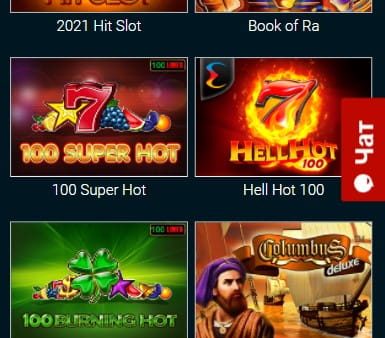 2021 Hit Slot
Book of Ra
100 LINES
100 SUPER HOT
HELL HOT
100
Чат
100 Super Hot
Hell Hot 100
100 LINES
100 BURNING HOT
Columbus
deluxe